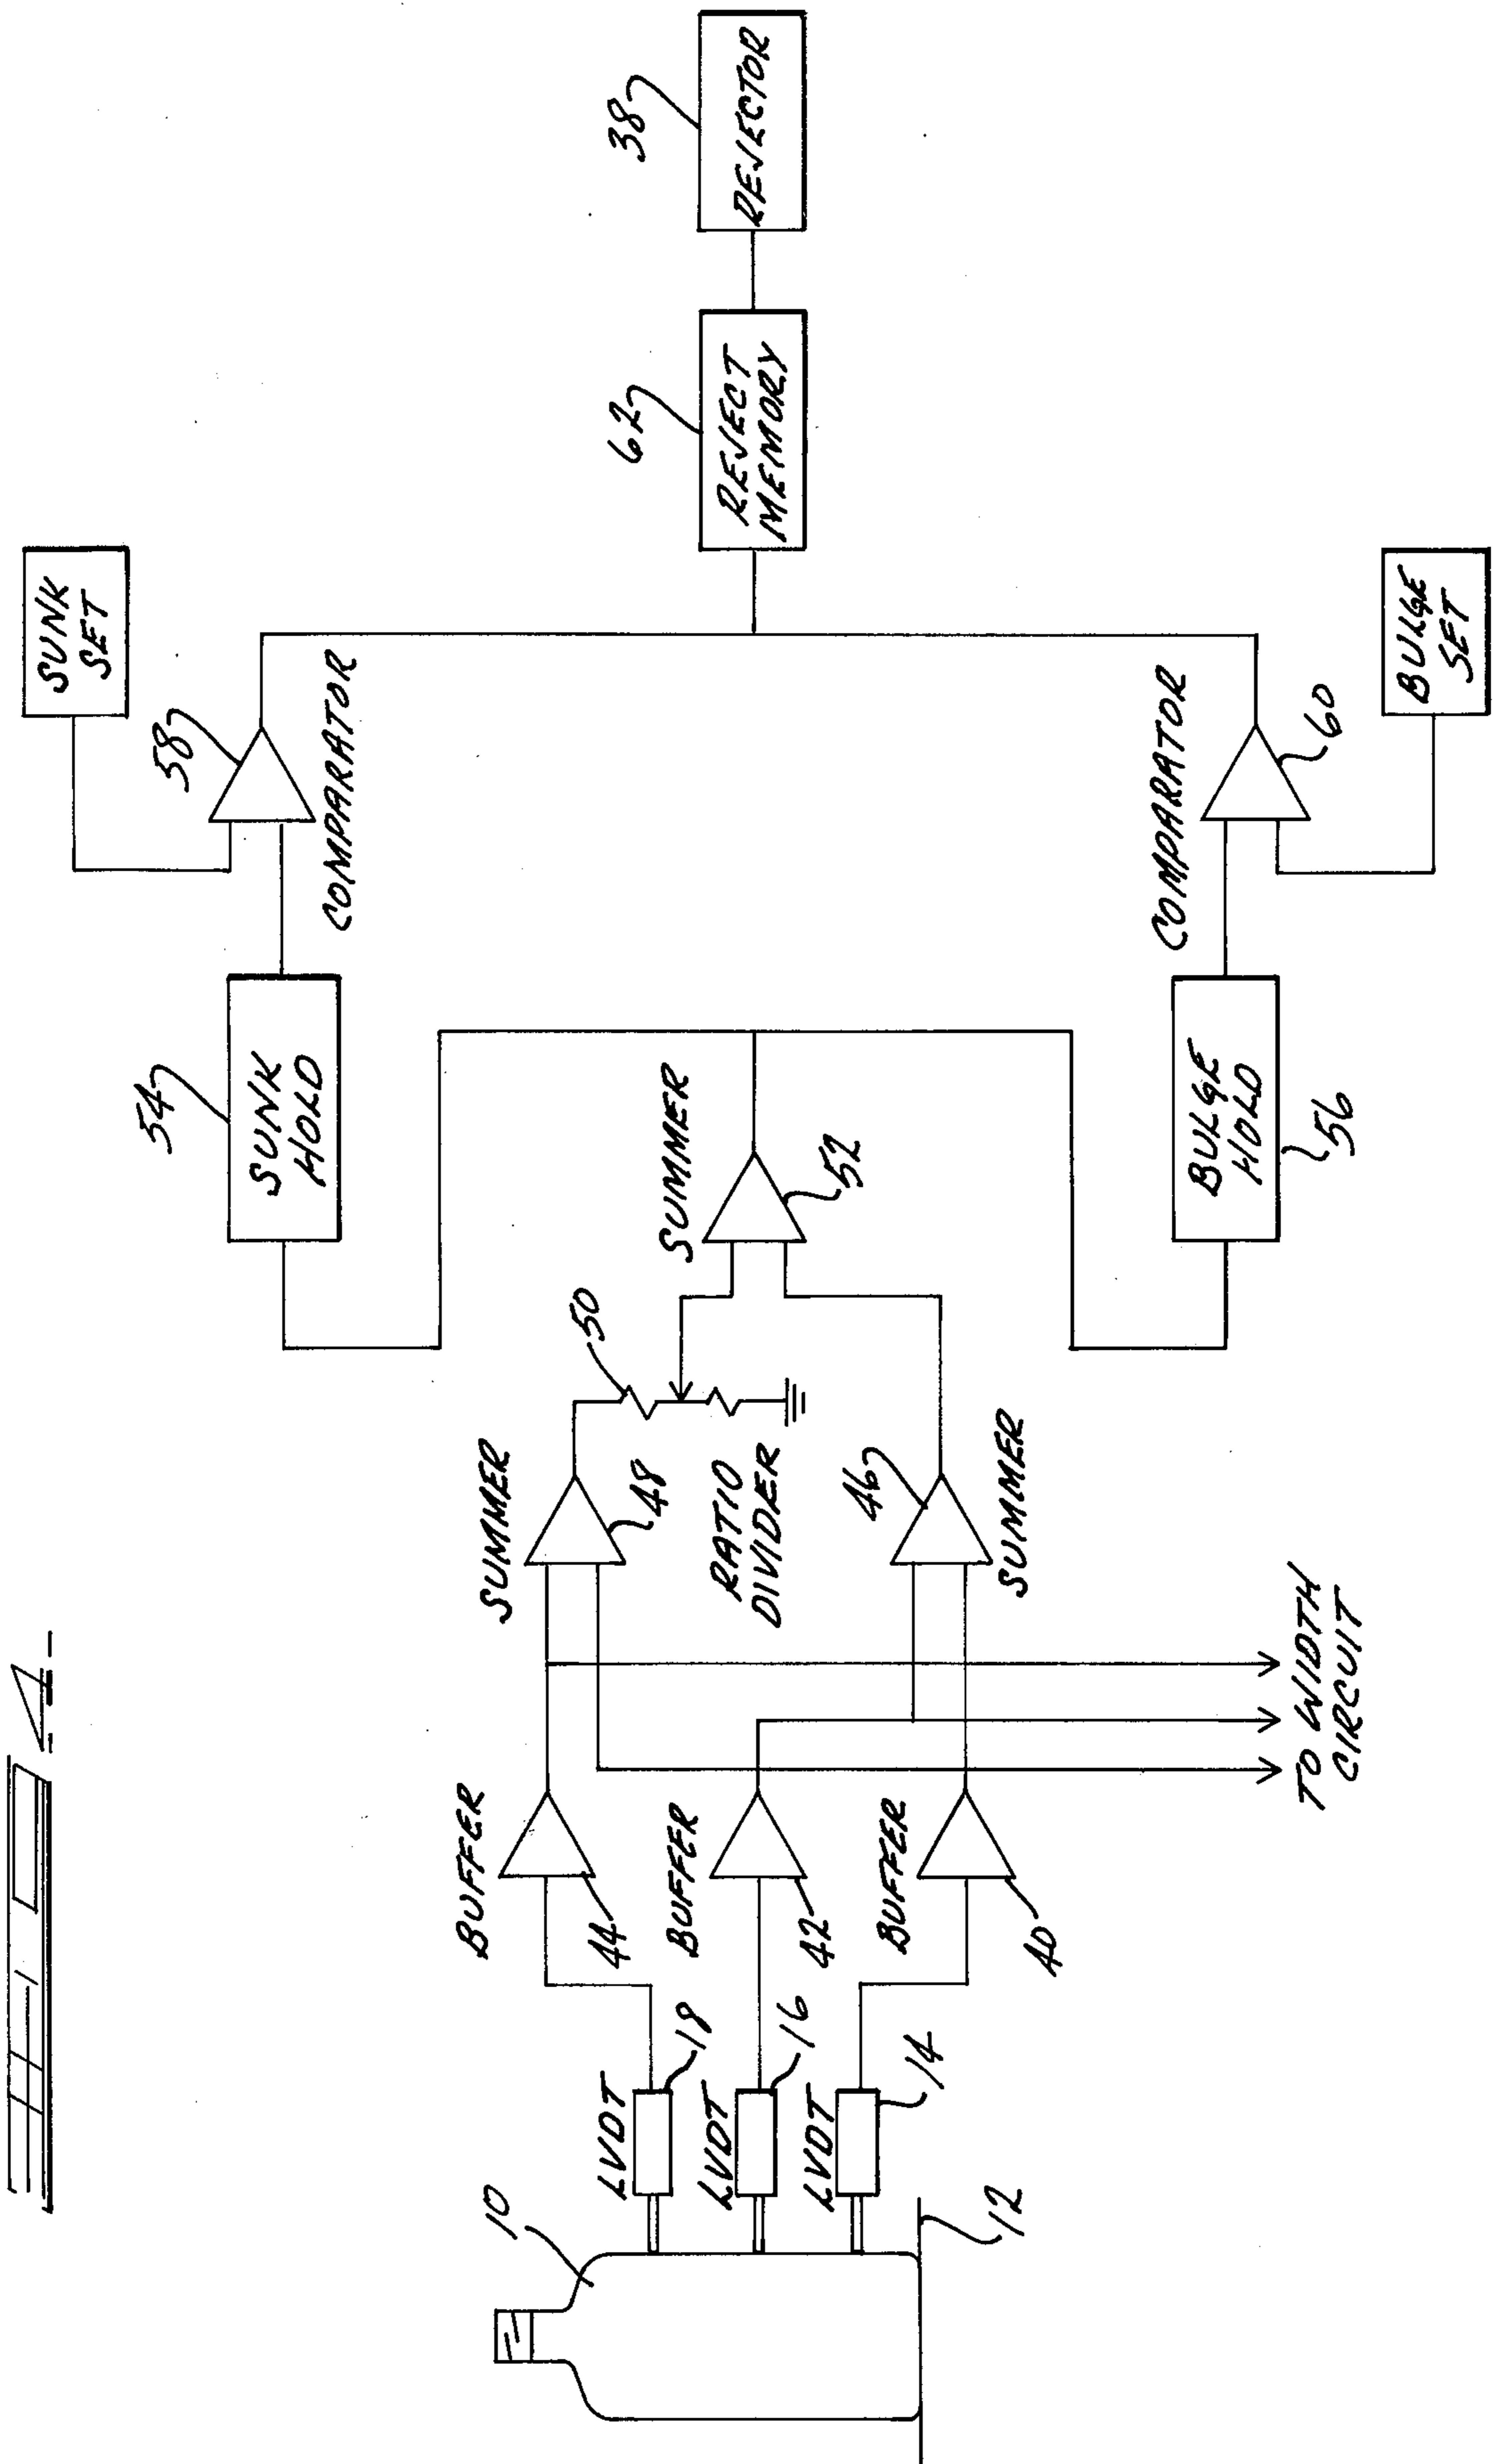 FIG. 4
SUNK
SET
58
COMPARATOR
54
SUNK
HOLD
38
REJECTOR
62
REJECT
MEMORY
SUMMER
52
50
SUMMER
48
RATIO
DIVIDER
46
SUMMER
COMPARATOR
60
BULGE
SET
BULGE
HOLD
56
BUFFER
44
BUFFER
42
BUFFER
40
TO WIDTH
CIRCUIT
LVDT
18
LVDT
16
LVDT
14
10
12